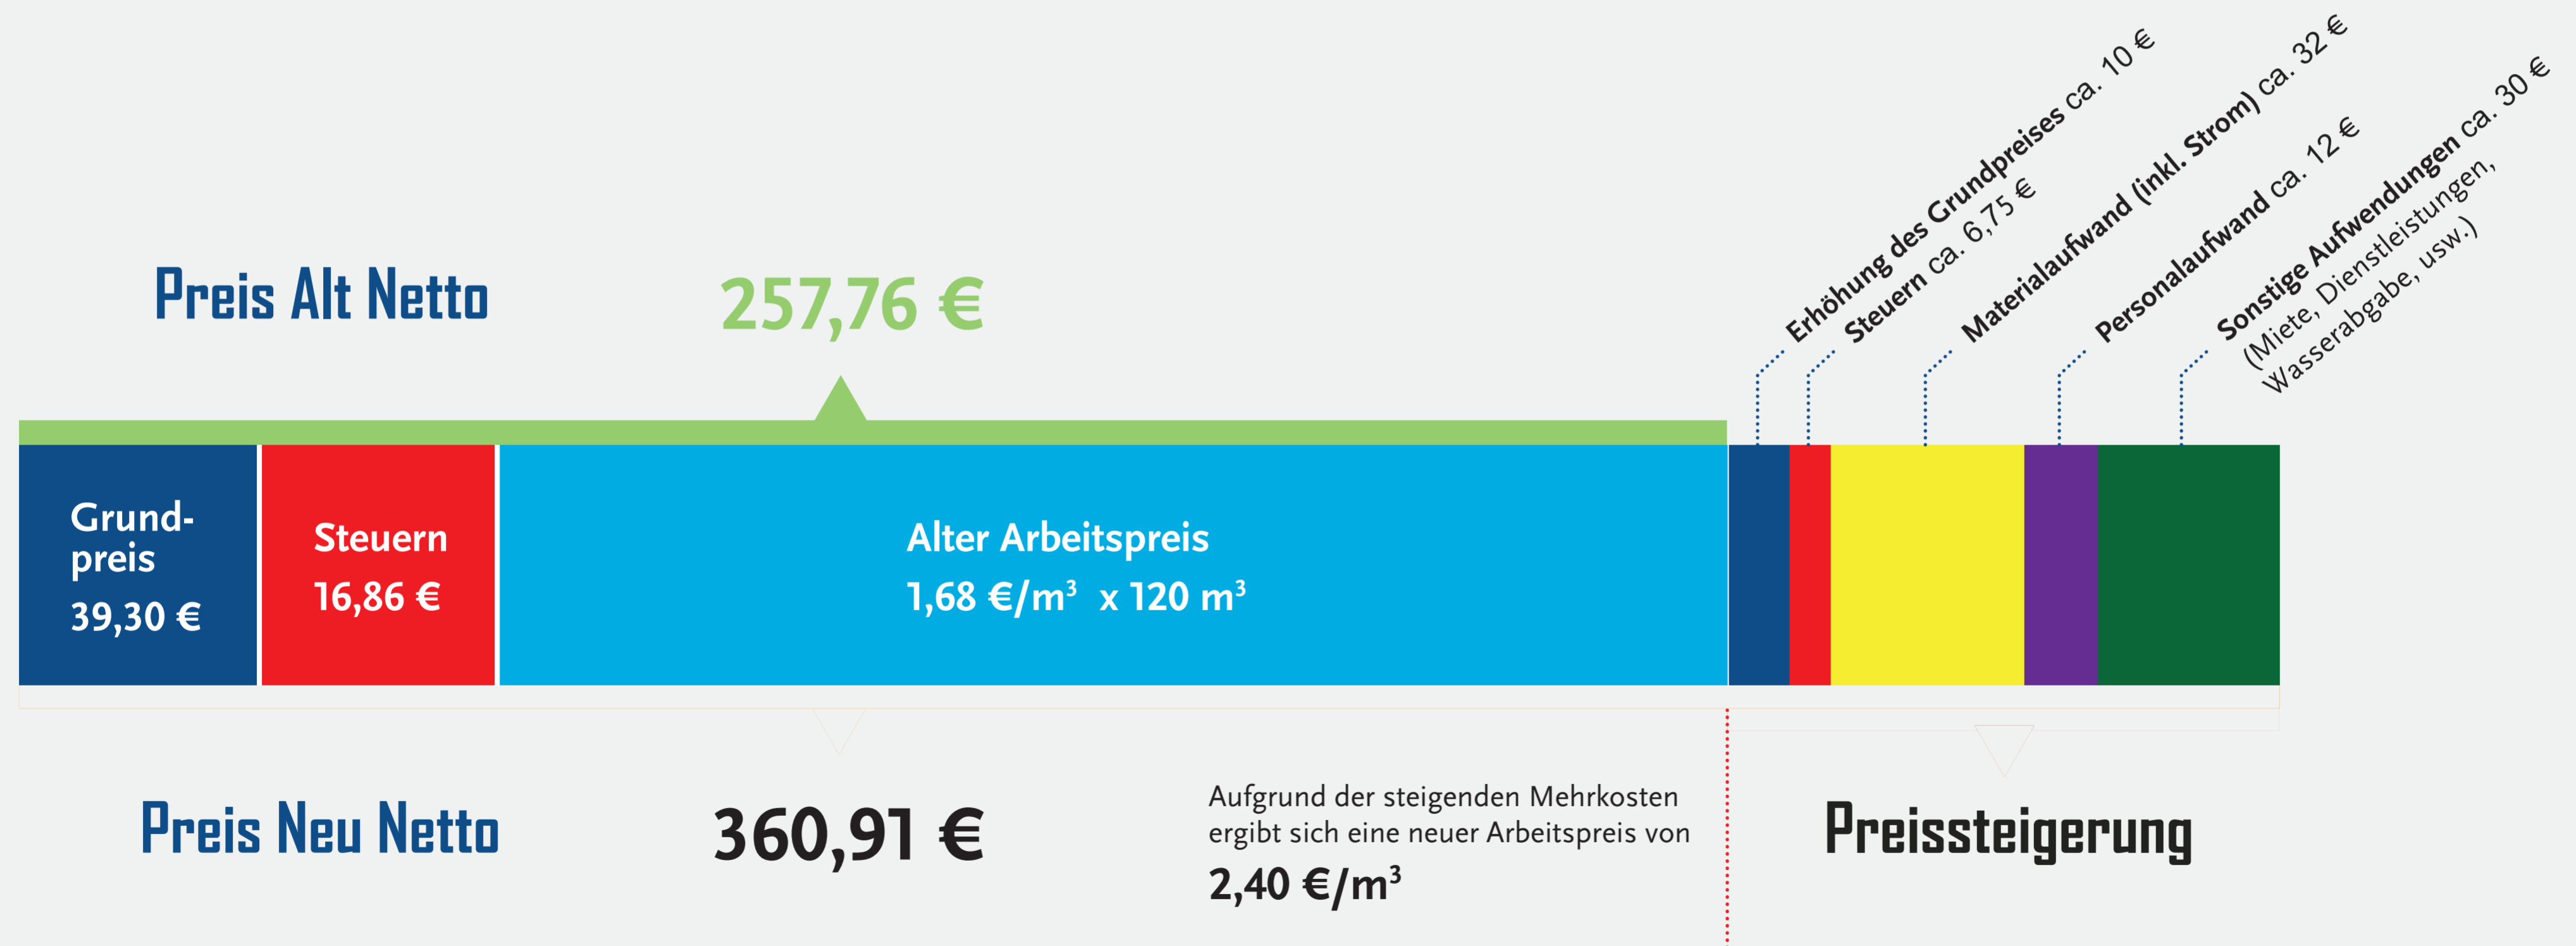 Preis Alt Netto
257,76 €
Erhöhung des Grundpreises ca. 10 €
Steuern ca. 6,75 €
Materialaufwand (inkl. Strom) ca. 32 €
Personalaufwand ca. 12 €
Sonstige Aufwendungen ca. 30 €
(Miete, Dienstleistungen,
Wasserabgabe, usw.)
Grund-
preis
39,30 €
Steuern
16,86 €
Alter Arbeitspreis
1,68 €/m³ x 120 m³
Preis Neu Netto
360,91 €
Aufgrund der steigenden Mehrkosten
ergibt sich eine neuer Arbeitspreis von
2,40 €/m³
Preissteigerung